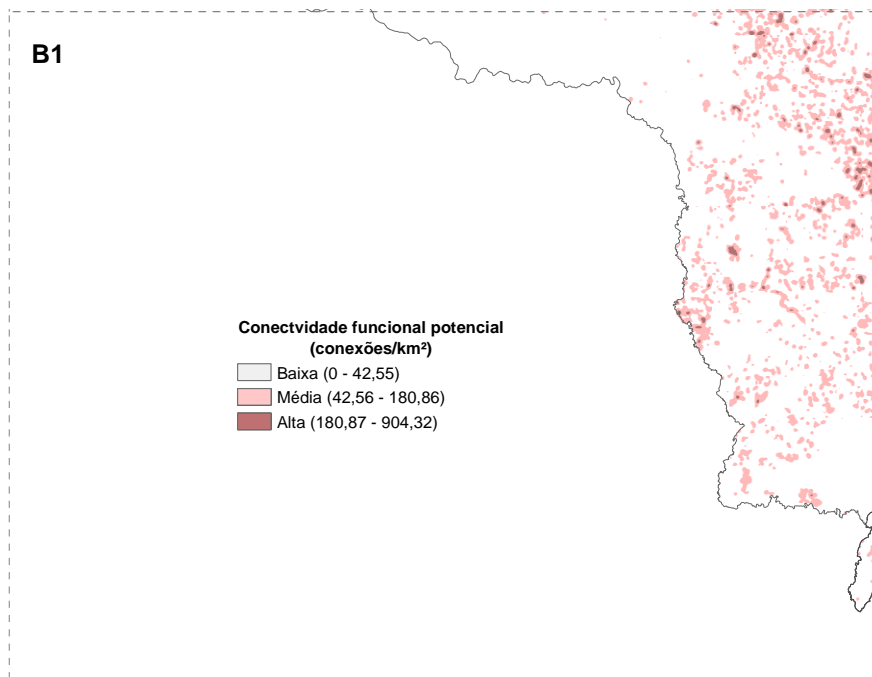 B1
Conectvidade funcional potencial
(conexões/km²)
Baixa (0 - 42,55)
Média (42,56 - 180,86)
Alta (180,87 - 904,32)